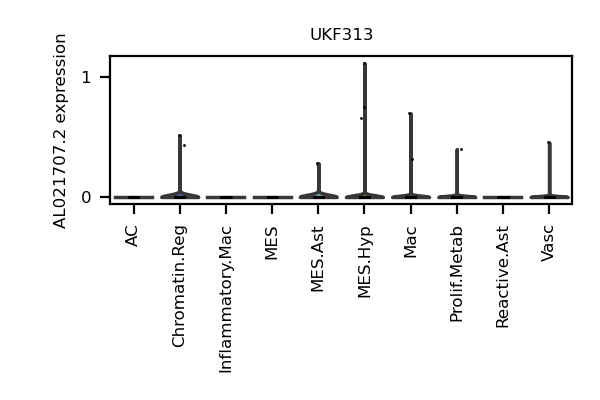 UKF313
AL021707.2 expression
1
0
AC
Chromatin.Reg
Inflammatory.Mac
MES
MES.Ast
MES.Hyp
Mac
Prolif.Metab
Reactive.Ast
Vasc